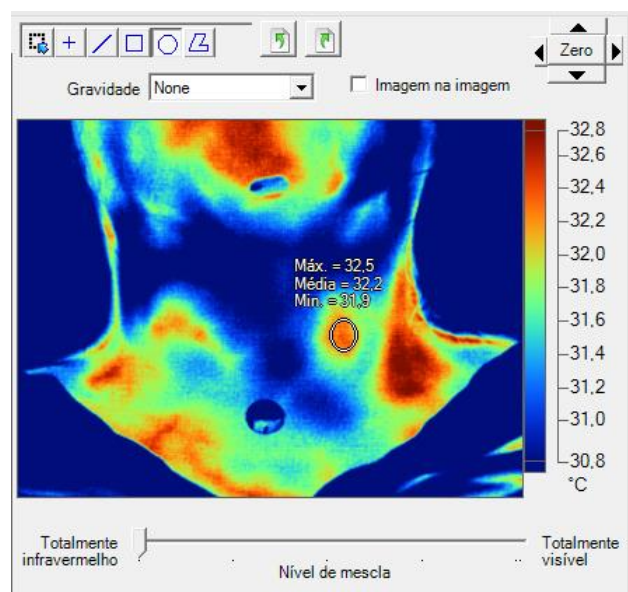 Zero
Gravidade None Imagem na imagem
32.8
32.6
32,4
32,2
32.0
31.8
31.6
31.4
31,2
31.0
30.8
°C
Máx. = 32,5
Média = 32,2
Min. = 31,9
Totalmente infravermelho
Totalmente visível
Nível de mescla